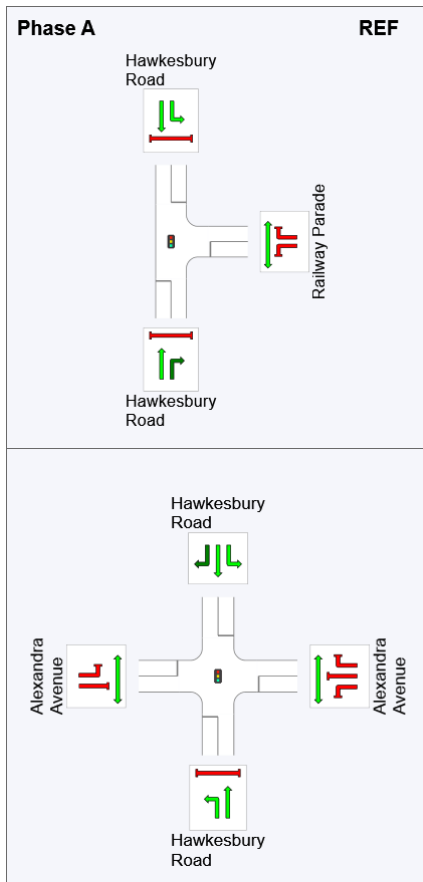 Phase A
REF
Hawkesbury
Road
Railway Parade
Hawkesbury
Road
Hawkesbury
Road
Alexandra
Avenue
Alexandra
Avenue
Hawkesbury
Road